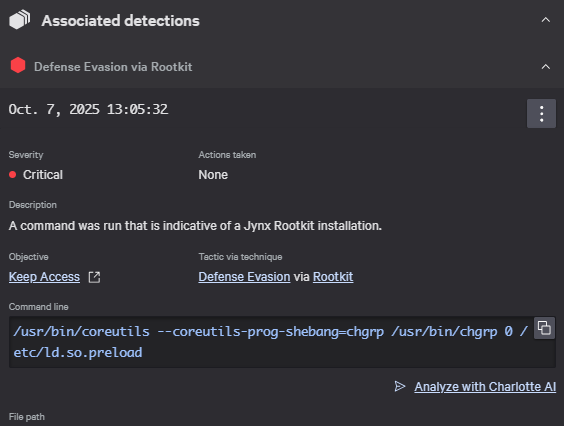 Associated detections
Defense Evasion via Rootkit
Oct. 7, 2025 13:05:32
Severity
Actions taken
Critical
None
Description
A command was run that is indicative of a Jynx Rootkit installation.
Objective
Tactic via technique
Keep Access
Defense Evasion via Rootkit
Command line
/usr/bin/coreutils --coreutils-prog-shebang=chgrp /usr/bin/chgrp 0 /
etc/ld.so.preload
Analyze with Charlotte AI
File path